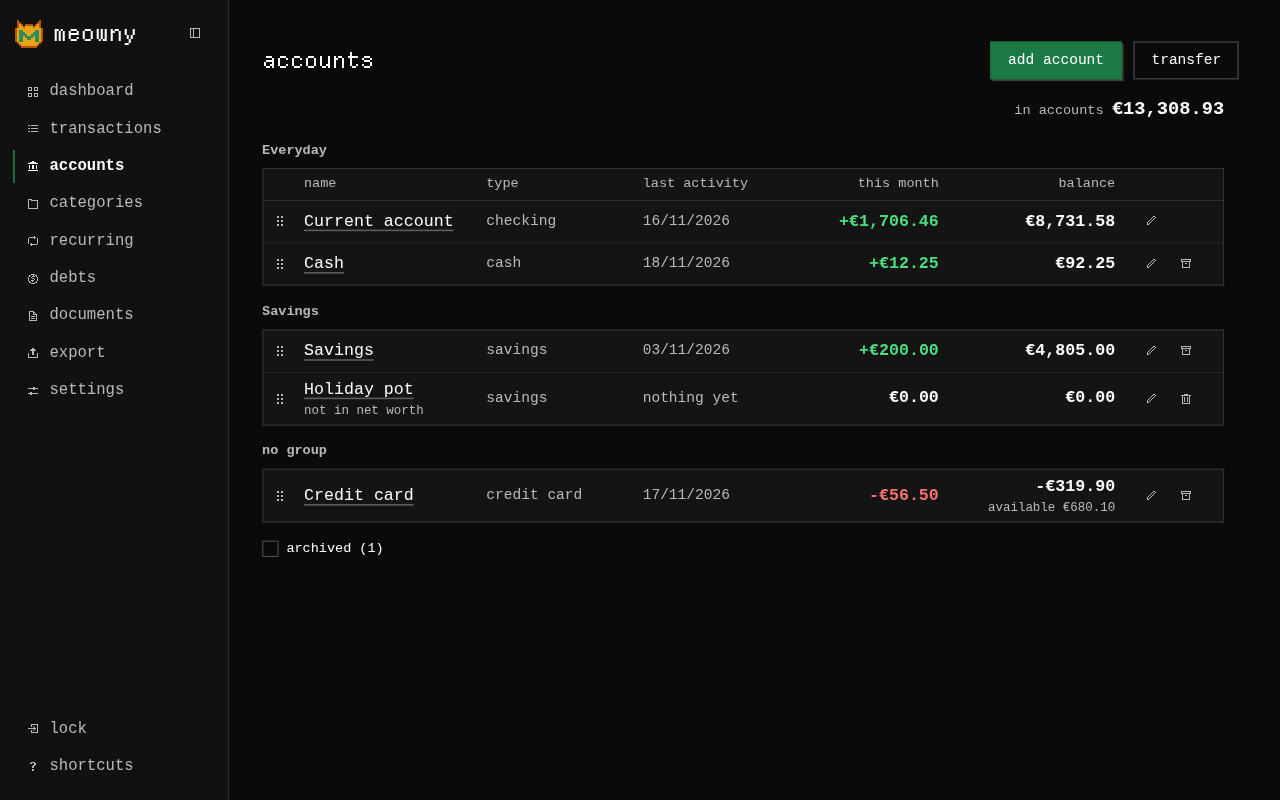 meowny
dashboard
transactions
accounts
categories
recurring
debts
documents
export
settings
lock
? shortcuts
accounts
add account
transfer
in accounts €13,308.93
Everyday
name type last activity this month balance
Current account checking 16/11/2026 +€1,706.46 €8,731.58
Cash cash 18/11/2026 +€12.25 €92.25
Savings
Savings savings 03/11/2026 +€200.00 €4,805.00
Holiday pot savings nothing yet €0.00 €0.00
not in net worth
no group
Credit card credit card 17/11/2026 -€56.50 -€319.90
available €680.10
archived (1)